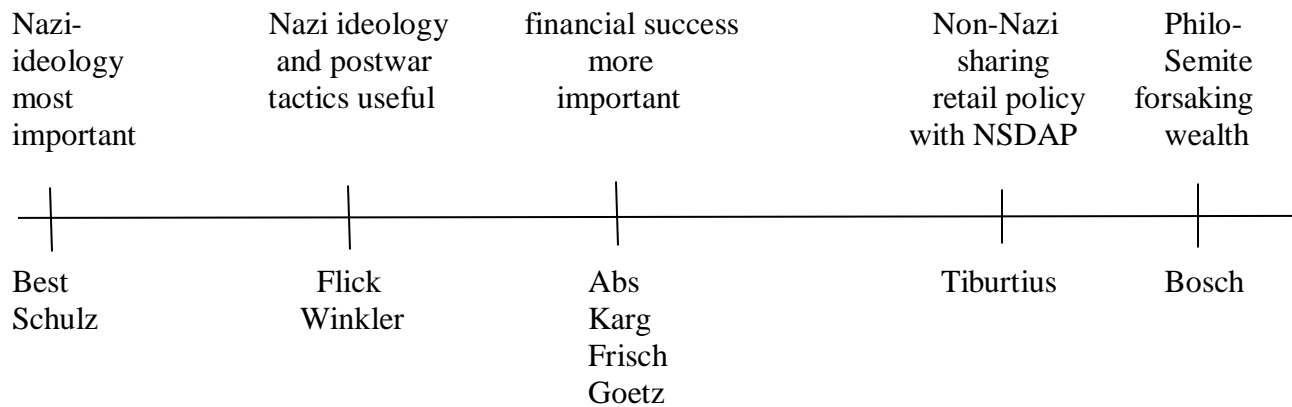 Nazi-
ideology
most
important
Nazi ideology
and postwar
tactics useful
financial success
more
important
Non-Nazi
sharing
retail policy
with NSDAP
Philo-
Semite
forsaking
wealth
Best
Schulz
Flick
Winkler
Abs
Karg
Frisch
Goetz
Tiburtius
Bosch